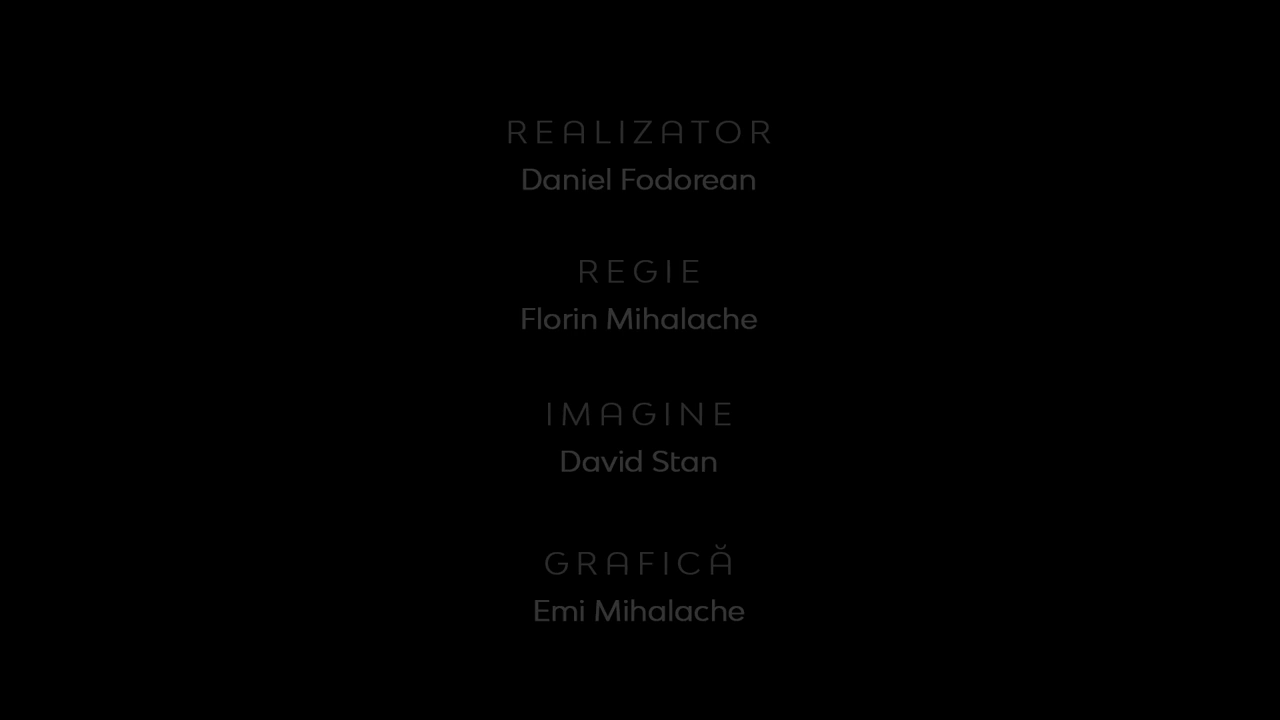 REALIZATOR
Daniel Fodorean
REGIE
Florin Mihalache
IMAGINE
David Stan
GRAFICĂ
Emi Mihalache